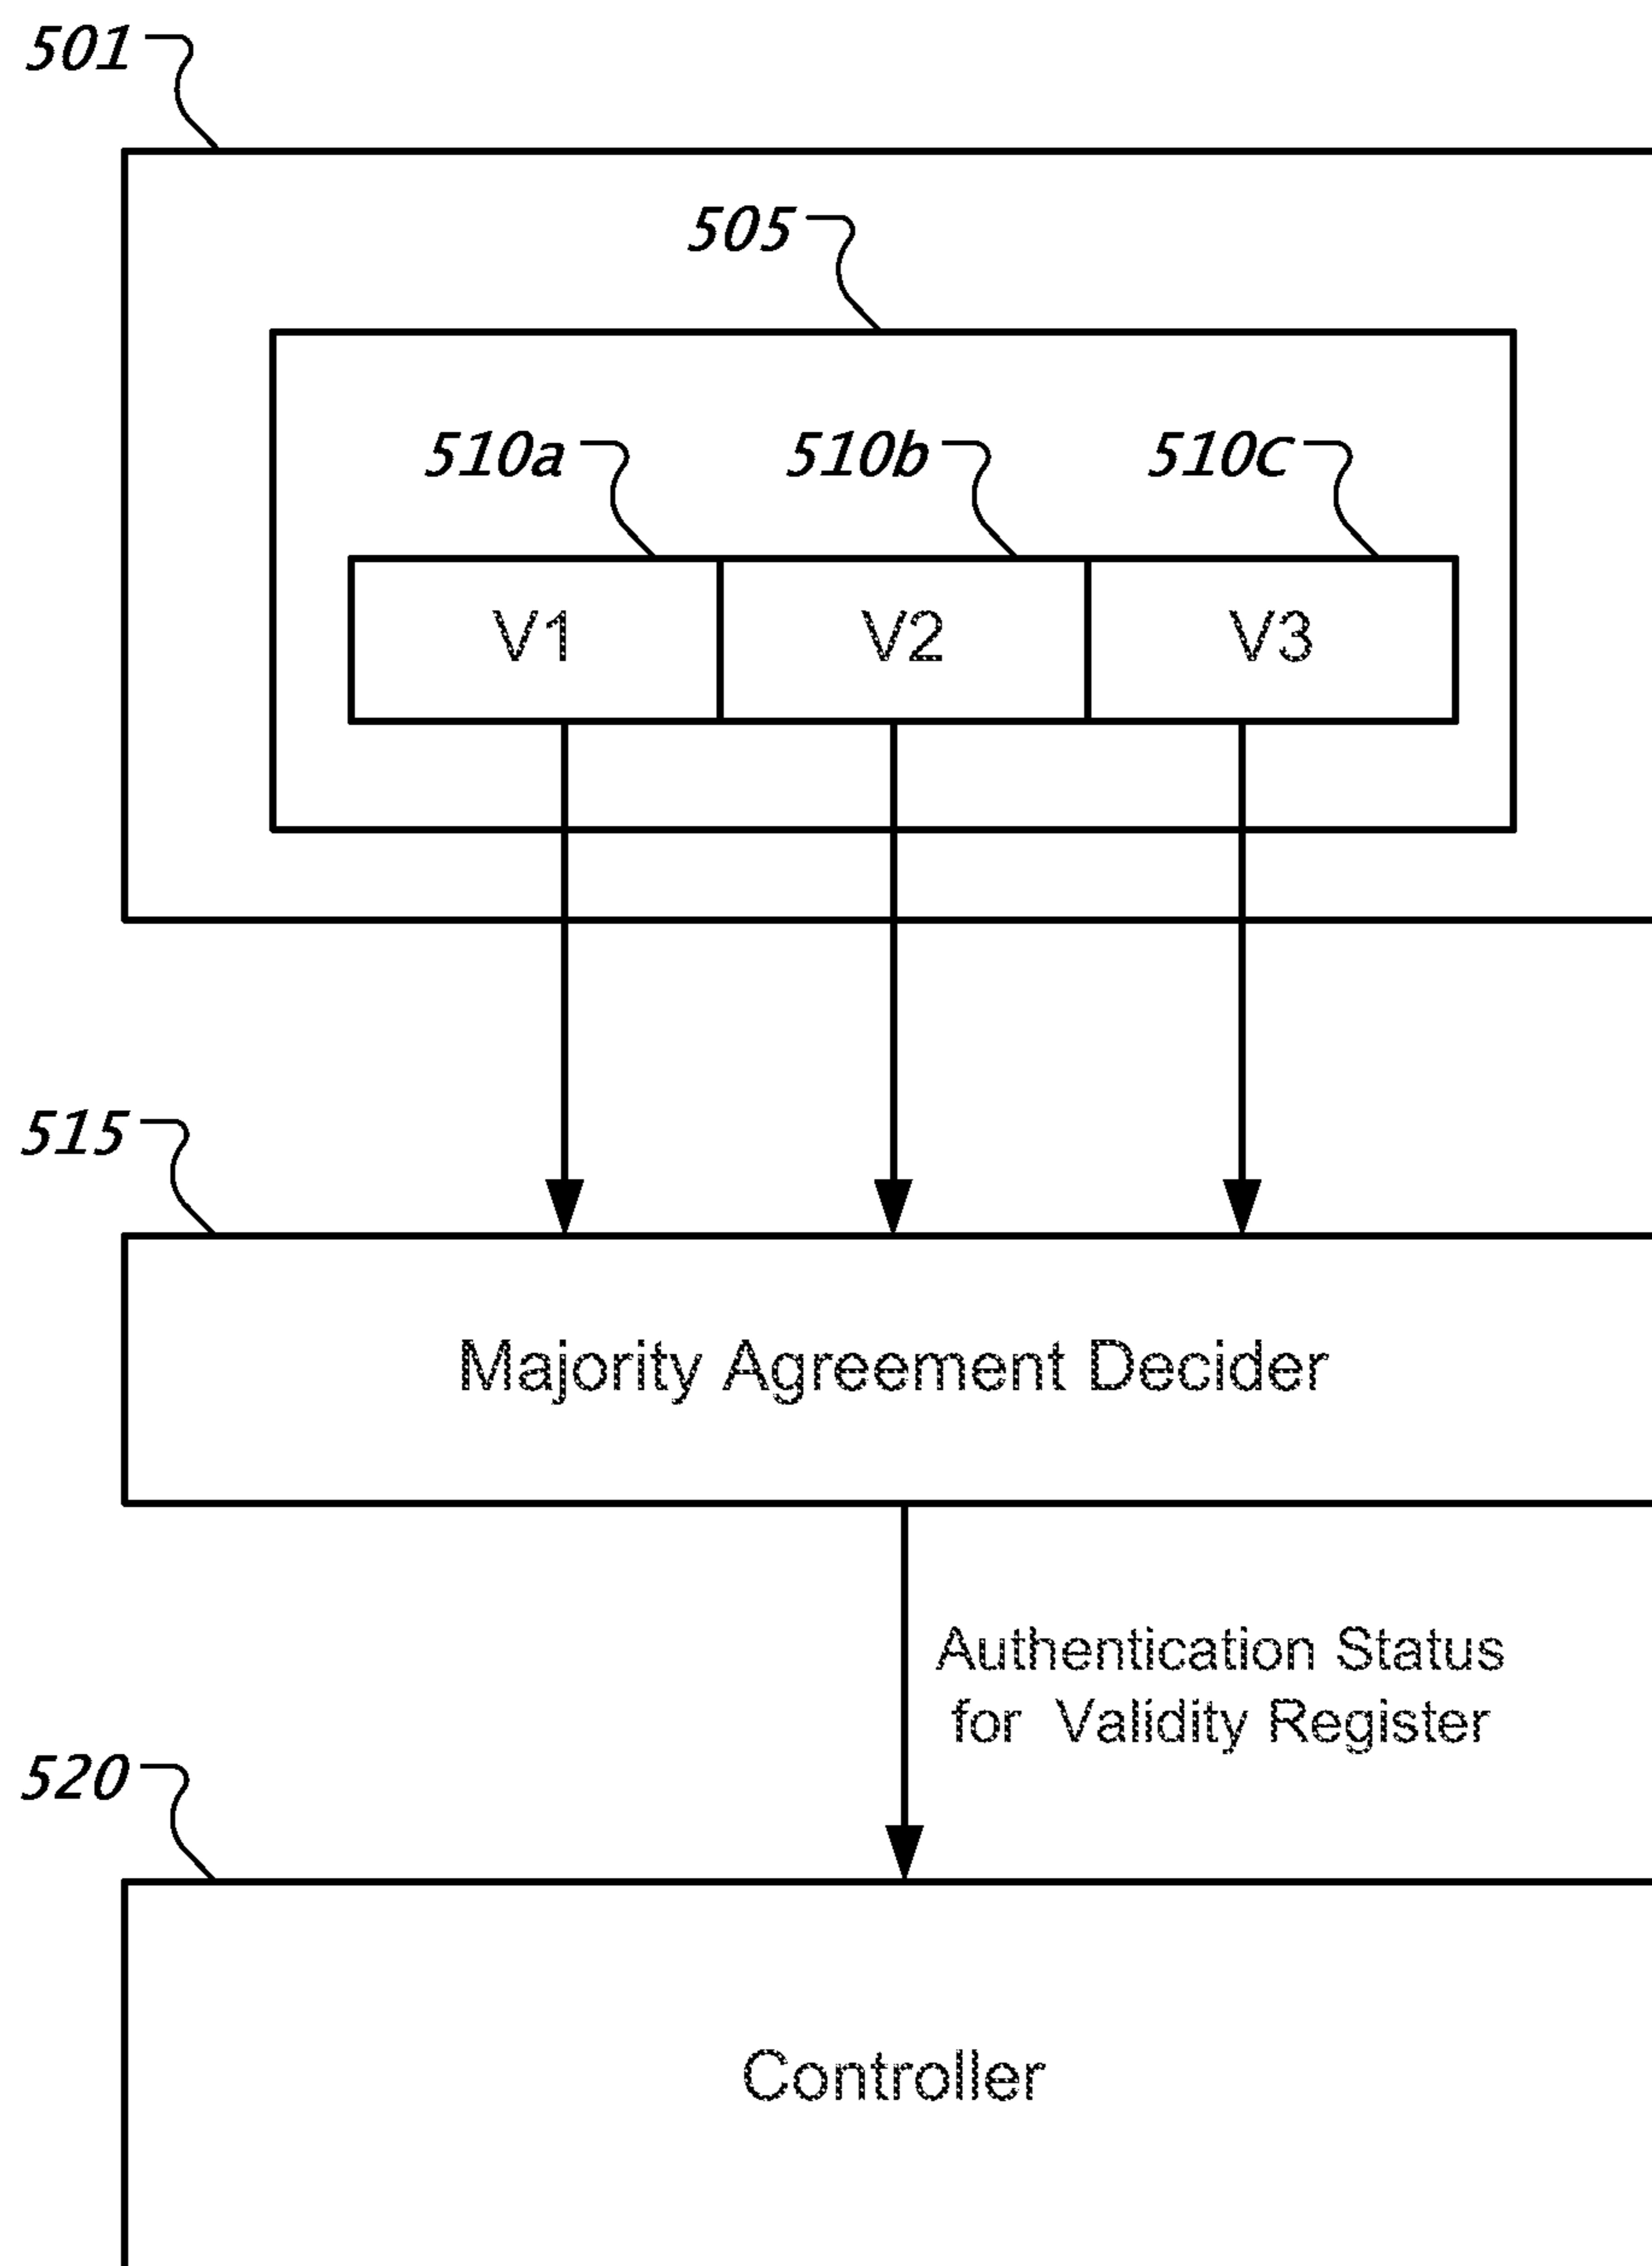 501
505
510a 510b 510c
V1 V2 V3
515
Majority Agreement Decider
Authentication Status
for Validity Register
520
Controller